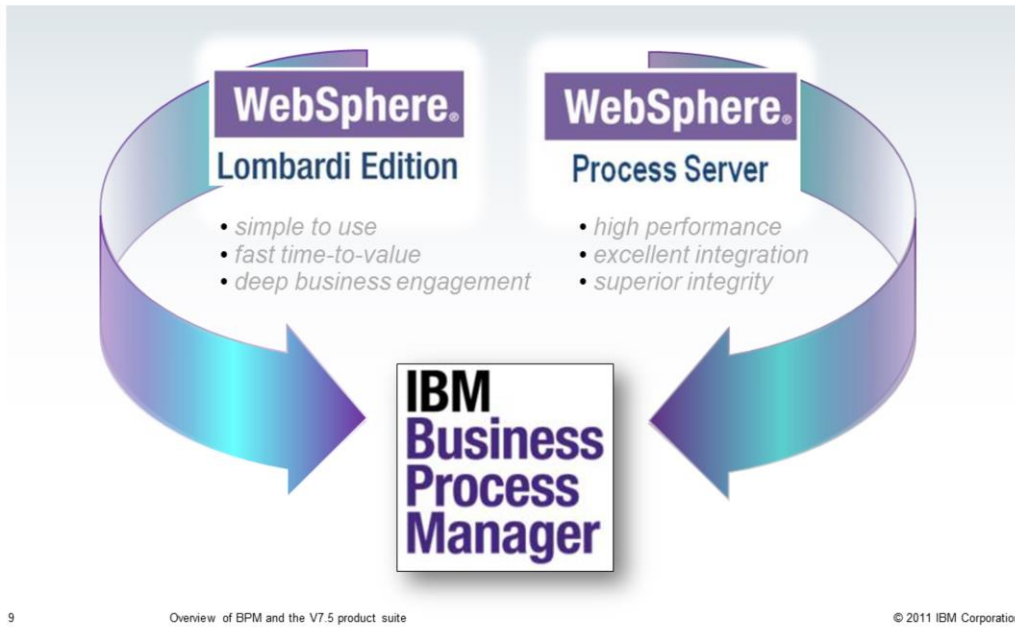 WebSphere®
Lombardi Edition
• simple to use
• fast time-to-value
• deep business engagement
WebSphere®
Process Server
• high performance
• excellent integration
• superior integrity
IBM
Business
Process
Manager
9
Overview of BPM and the V7.5 product suite
© 2011 IBM Corporatio